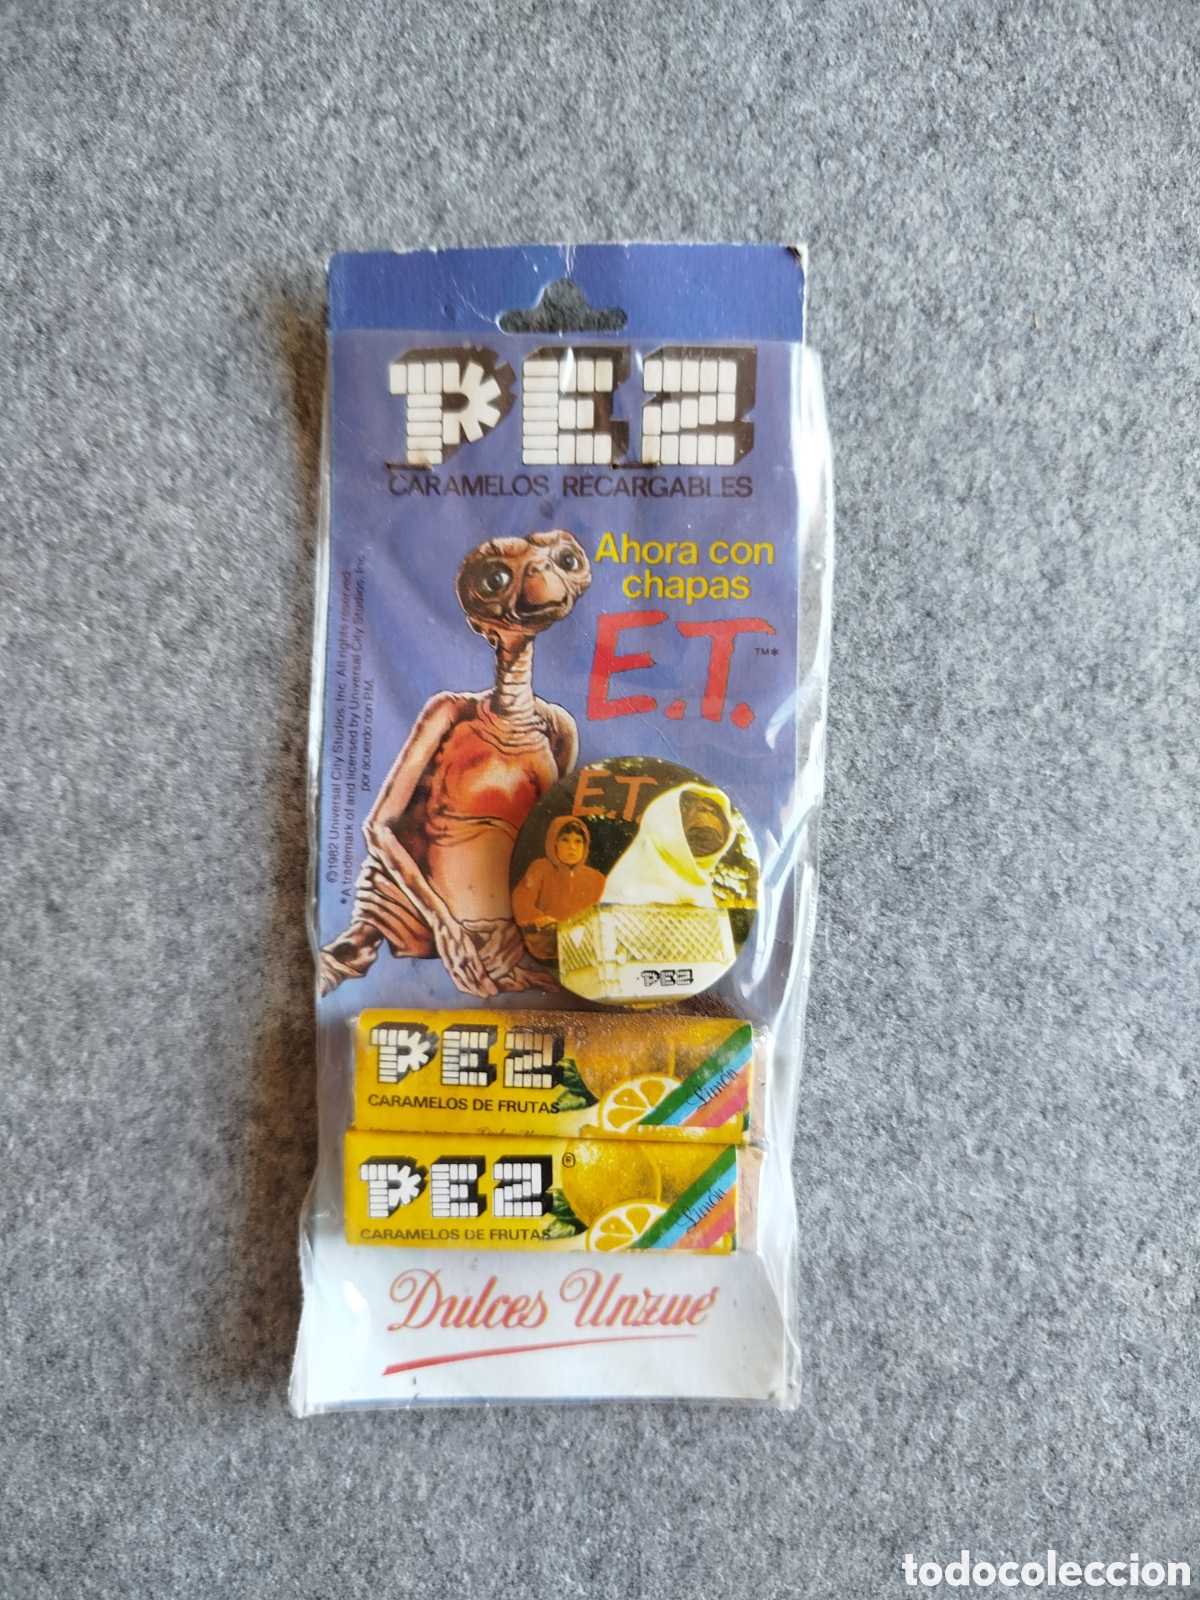 PEZ
CARAMELOS RECARGABLES
Ahora con
chapas
E.T.
TM*
©1982 Universal City Studios, Inc. All rights reserved
*A trademark of and licensed by Universal City Studios, Inc.
por acuerdo con P.M.
E.T.
PEZ
PEZ
CARAMELOS DE FRUTAS
Limón
PEZ®
CARAMELOS DE FRUTAS
Limón
Dulces Unzué
todocoleccion